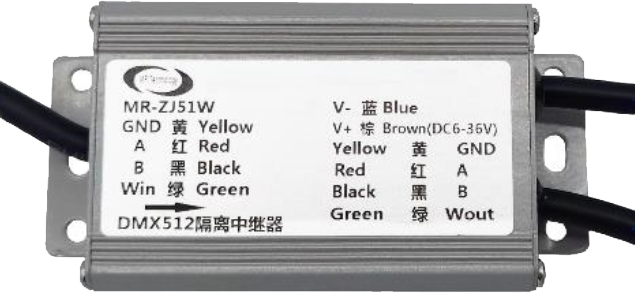 MR-ZJ51W
GND 黄 Yellow
A 红 Red
B 黑 Black
Win 绿 Green
DMX512隔离中继器
V- 蓝 Blue
V+ 棕 Brown(DC6-36V)
Yellow 黄 GND
Red 红 A
Black 黑 B
Green 绿 Wout